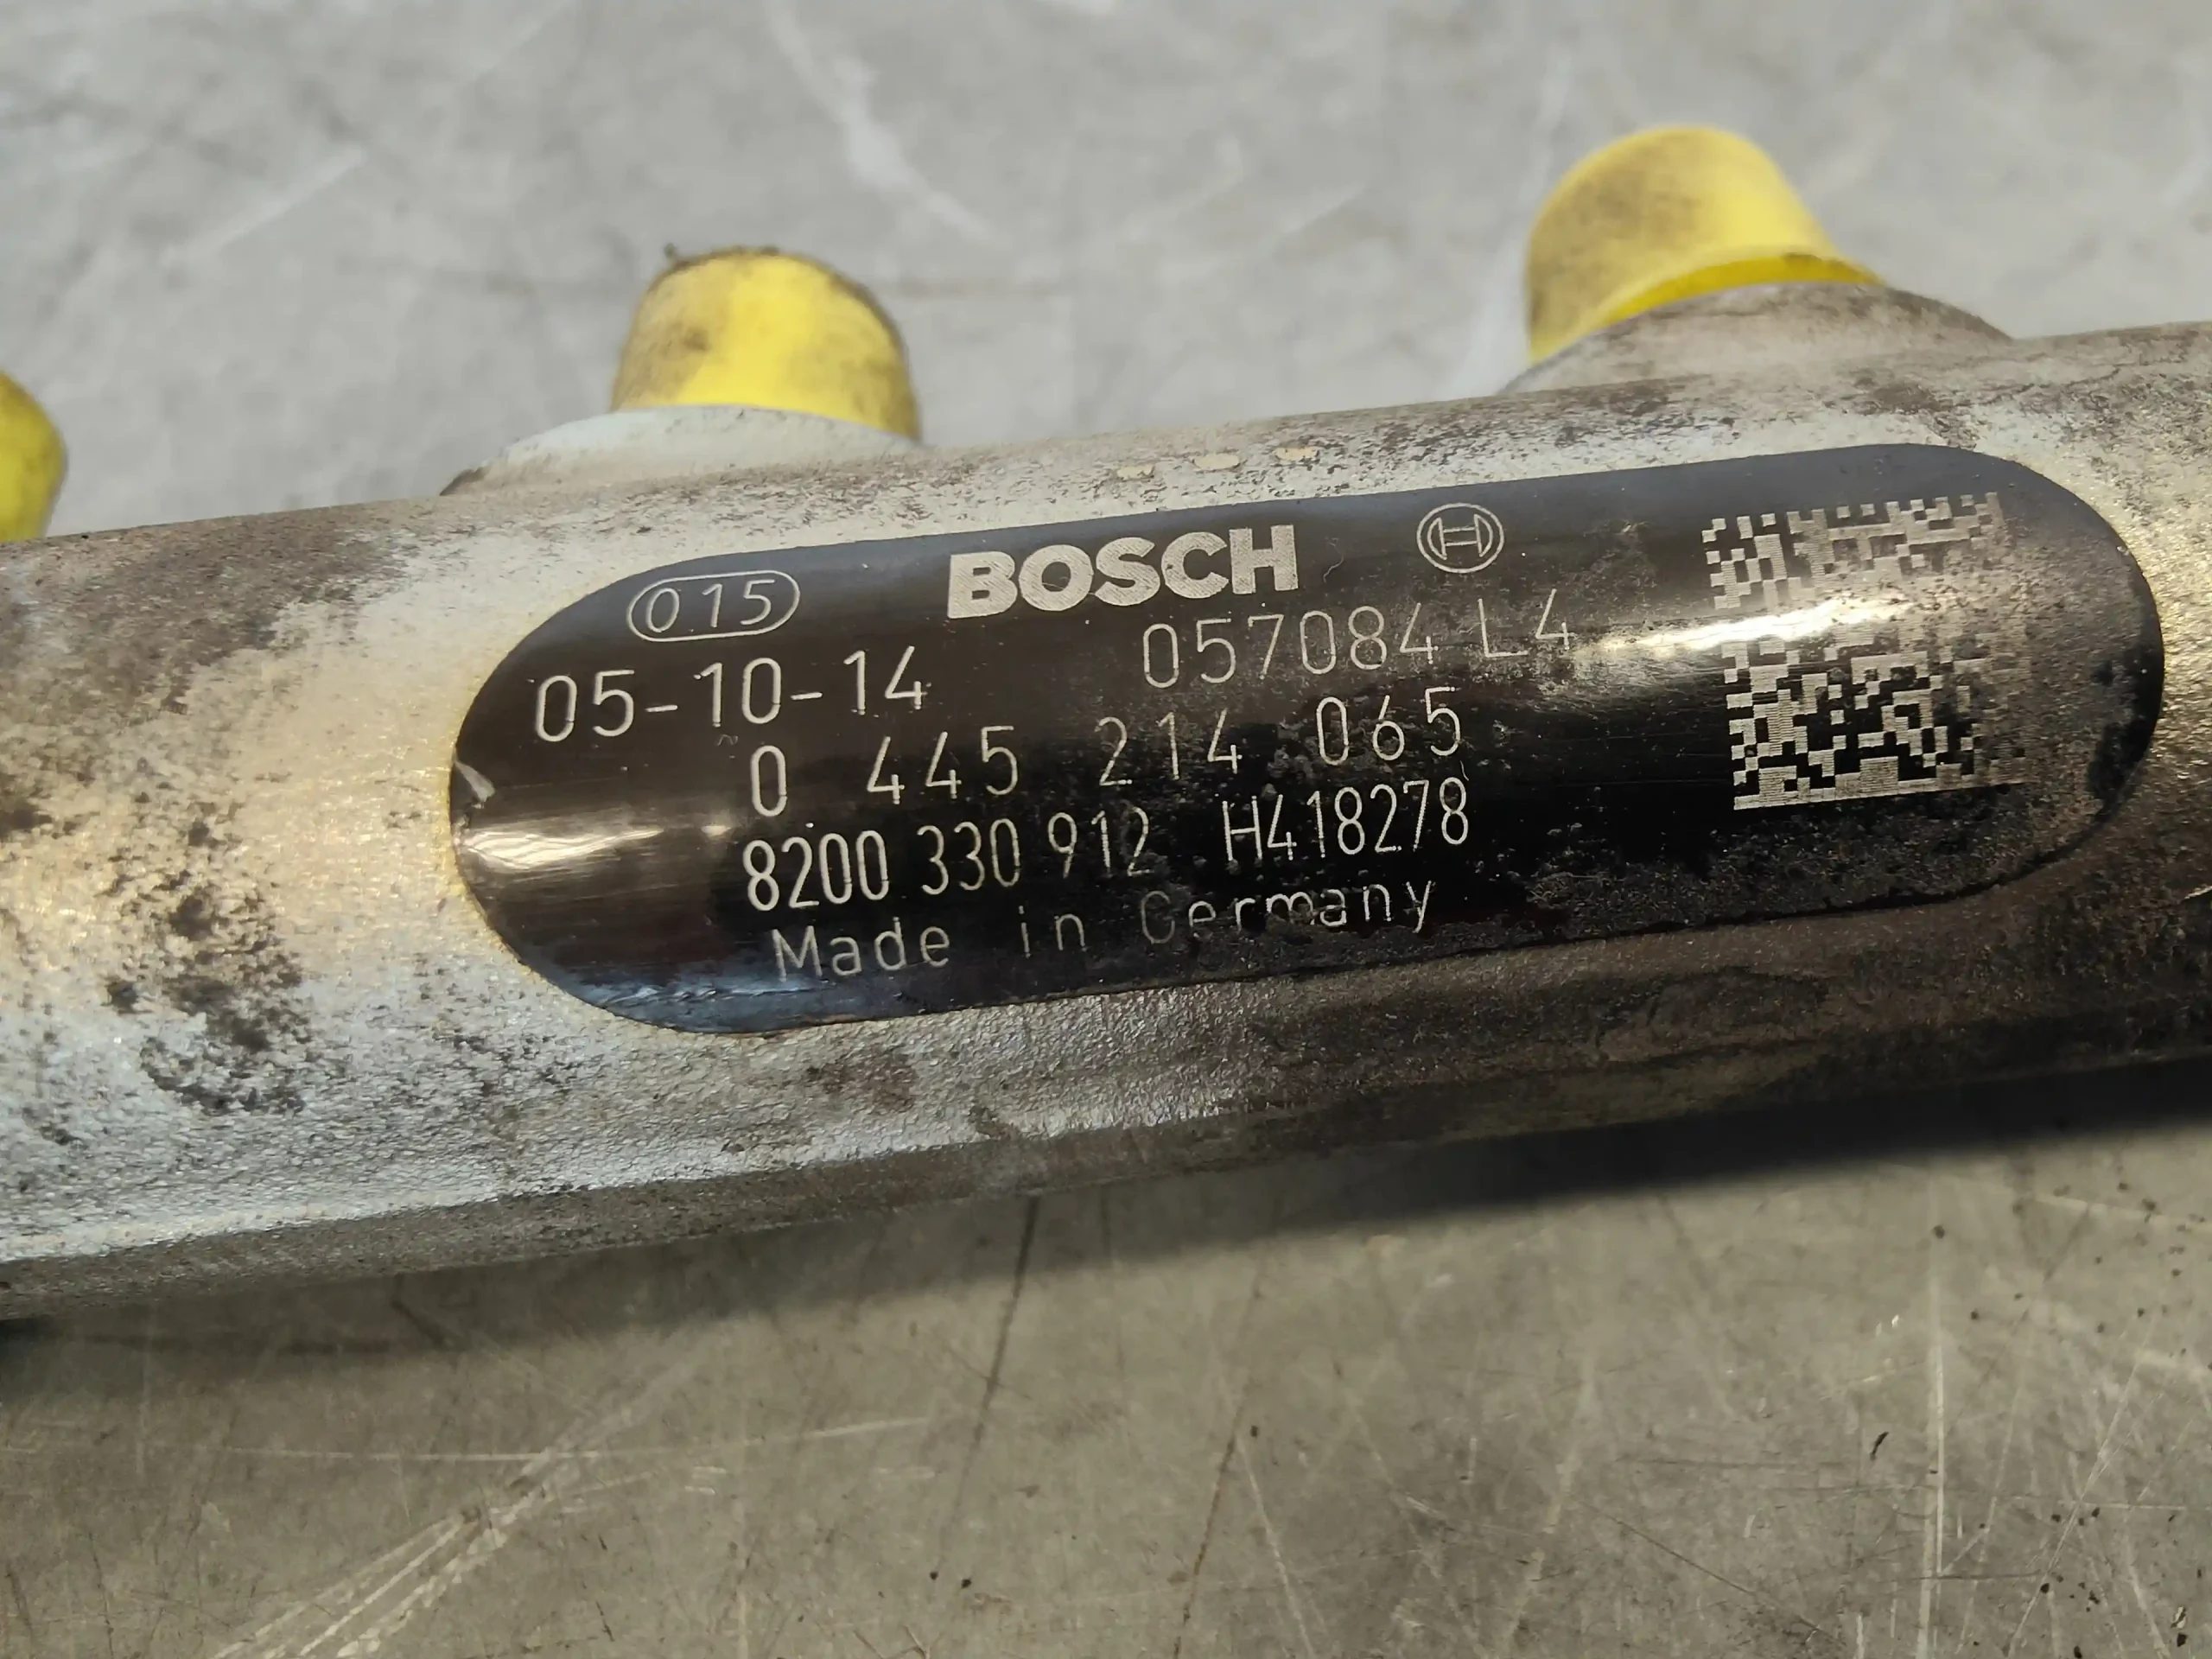 015 BOSCH
05-10-14 057084 L4
0 445 214 065
8200 330 912 H418278
Made in Germany